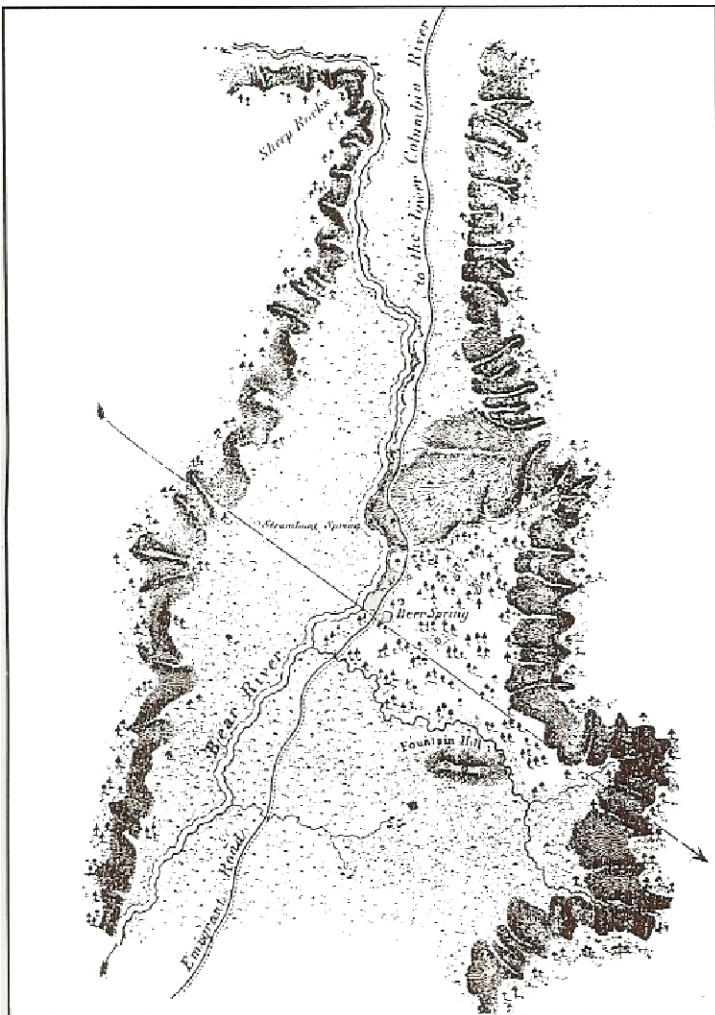 Sheep Rocks
to the lower Columbia River
Steamboat Spring
Beer Spring
Bear River
Fountain Hill
Emigrant Road